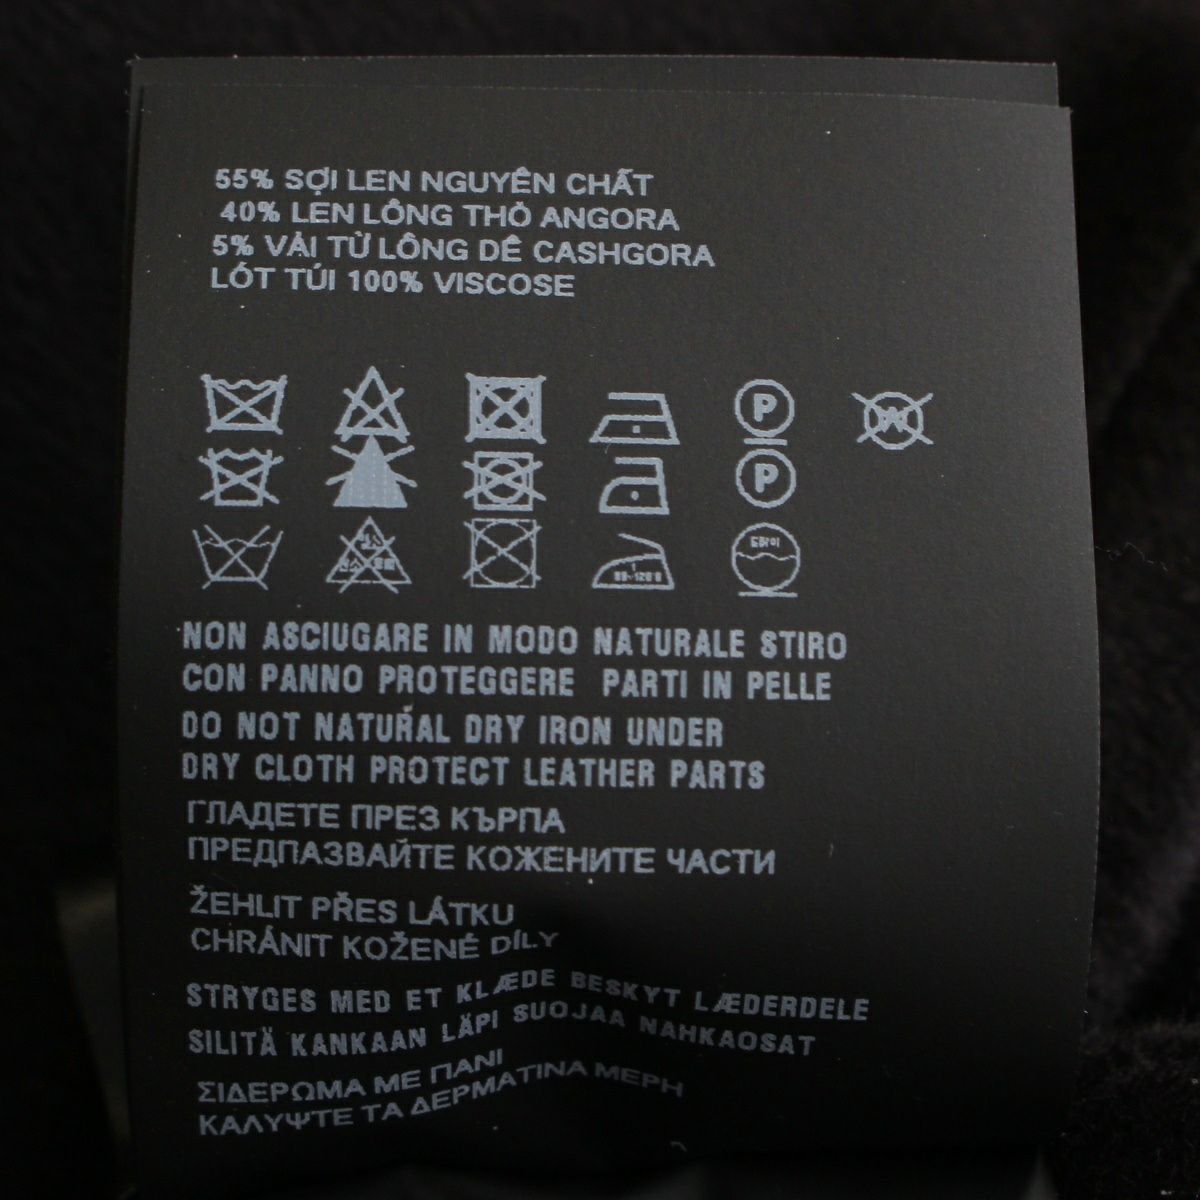 55% SỢI LEN NGUYÊN CHẤT
40% LEN LÔNG THỎ ANGORA
5% VẢI TỪ LÔNG DÊ CASHGORA
LÓT TÚI 100% VISCOSE
P W
P
NON ASCIUGARE IN MODO NATURALE STIRO
CON PANNO PROTEGGERE PARTI IN PELLE
DO NOT NATURAL DRY IRON UNDER
DRY CLOTH PROTECT LEATHER PARTS
ГЛАДЕТЕ ПРЕЗ КЪРПА
ПРЕДПАЗВАЙТЕ КОЖЕНИТЕ ЧАСТИ
ŽEHLIT PŘES LÁTKU
CHRÁNIT KOŽENÉ DÍLY
STRYGES MED ET KLÆDE BESKYT LÆDERDELE
SILITÄ KANKAAN LÄPI SUOJAA NAHKAOSAT
ΣΙΔΕΡΩΜΑ ΜΕ ΠΑΝΙ
ΚΑΛΥΨΤΕ ΤΑ ΔΕΡΜΑΤΙΝΑ ΜΕΡΗ